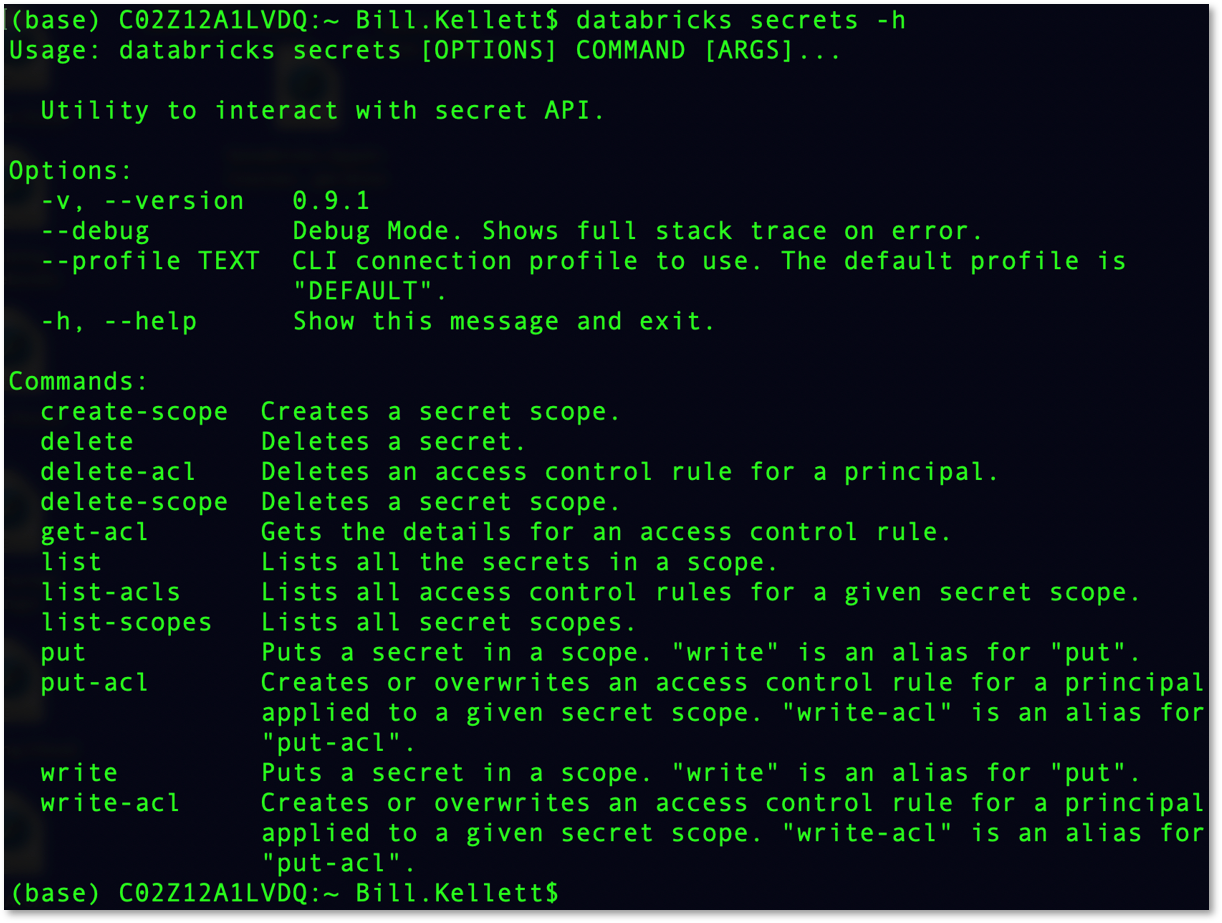 (base) C02Z12A1LVDQ:~ Bill.Kellett$ databricks secrets -h
Usage: databricks secrets [OPTIONS] COMMAND [ARGS]...

  Utility to interact with secret API.

Options:
  -v, --version   0.9.1
  --debug         Debug Mode. Shows full stack trace on error.
  --profile TEXT  CLI connection profile to use. The default profile is
                  "DEFAULT".
  -h, --help      Show this message and exit.

Commands:
  create-scope  Creates a secret scope.
  delete        Deletes a secret.
  delete-acl    Deletes an access control rule for a principal.
  delete-scope  Deletes a secret scope.
  get-acl       Gets the details for an access control rule.
  list          Lists all the secrets in a scope.
  list-acls     Lists all access control rules for a given secret scope.
  list-scopes   Lists all secret scopes.
  put           Puts a secret in a scope. "write" is an alias for "put".
  put-acl       Creates or overwrites an access control rule for a principal
                applied to a given secret scope. "write-acl" is an alias for
                "put-acl".
  write         Puts a secret in a scope. "write" is an alias for "put".
  write-acl     Creates or overwrites an access control rule for a principal
                applied to a given secret scope. "write-acl" is an alias for
                "put-acl".
(base) C02Z12A1LVDQ:~ Bill.Kellett$